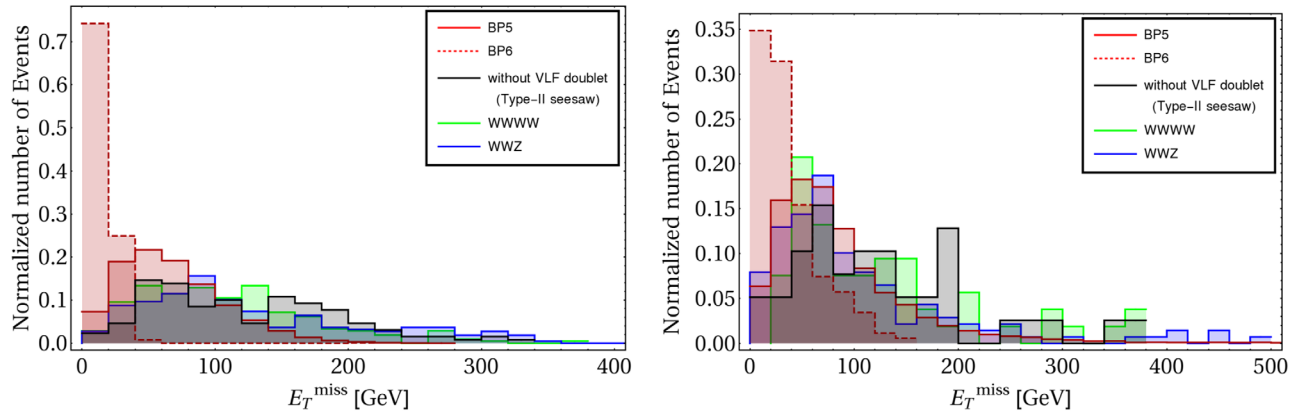 Normalized number of Events
0.7
0.6
0.5
0.4
0.3
0.2
0.1
0.0
BP5
BP6
without VLF doublet
(Type-II seesaw)
WWWW
WWZ
0 100 200 300 400
E_T^miss [GeV]
Normalized number of Events
0.35
0.30
0.25
0.20
0.15
0.10
0.05
0.00
BP5
BP6
without VLF doublet
(Type-II seesaw)
WWWW
WWZ
0 100 200 300 400 500
E_T^miss [GeV]